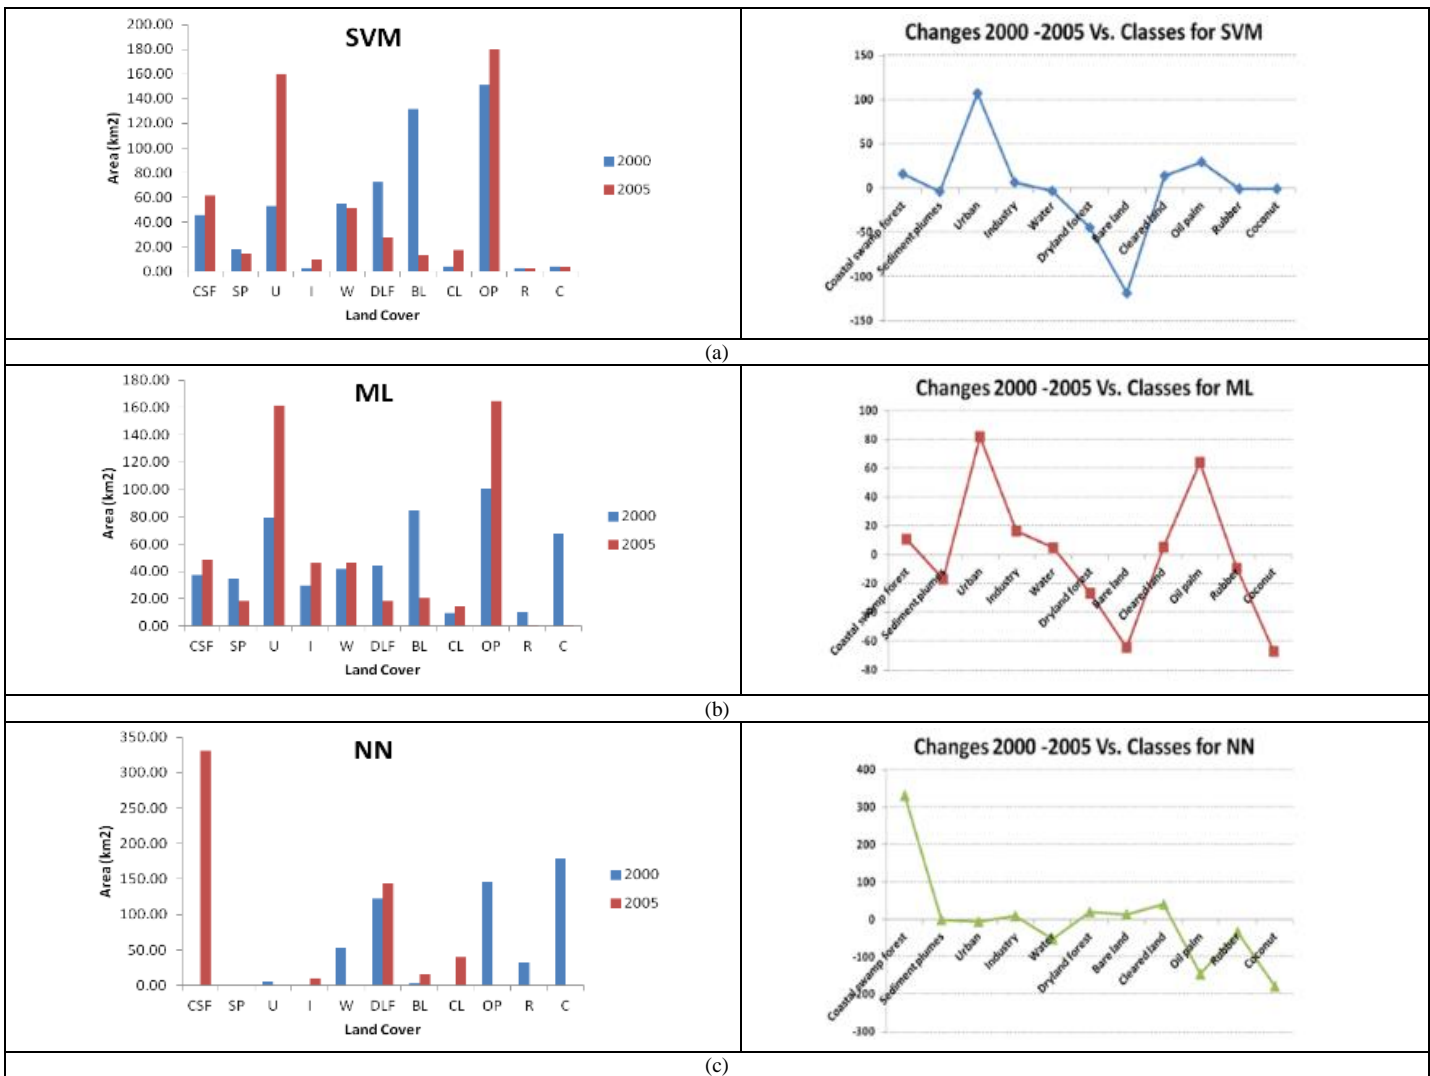 SVM
200.00
180.00
160.00
140.00
120.00
100.00
80.00
60.00
40.00
20.00
0.00
Area (km2)
CSF SP U I W DLF BL CL OP R C
Land Cover
2000
2005
Changes 2000 -2005 Vs. Classes for SVM
150
100
50
0
-50
-100
-150
Coastal swamp forest
Sediment plumes
Urban
Industry
Water
Dryland forest
Bare land
Cleared land
Oil palm
Rubber
Coconut
(a)
ML
180.00
160.00
140.00
120.00
100.00
80.00
60.00
40.00
20.00
0.00
Area (km2)
CSF SP U I W DLF BL CL OP R C
Land Cover
2000
2005
Changes 2000 -2005 Vs. Classes for ML
100
80
60
40
20
0
-20
-40
-60
-80
Coastal swamp forest
Sediment plumes
Urban
Industry
Water
Dryland forest
Bare land
Cleared land
Oil palm
Rubber
Coconut
(b)
NN
350.00
300.00
250.00
200.00
150.00
100.00
50.00
0.00
Area (km2)
CSF SP U I W DLF BL CL OP R C
Land Cover
2000
2005
Changes 2000 -2005 Vs. Classes for NN
400
300
200
100
0
-100
-200
-300
Coastal swamp forest
Sediment plumes
Urban
Industry
Water
Dryland forest
Bare land
Cleared land
Oil palm
Rubber
Coconut
(c)